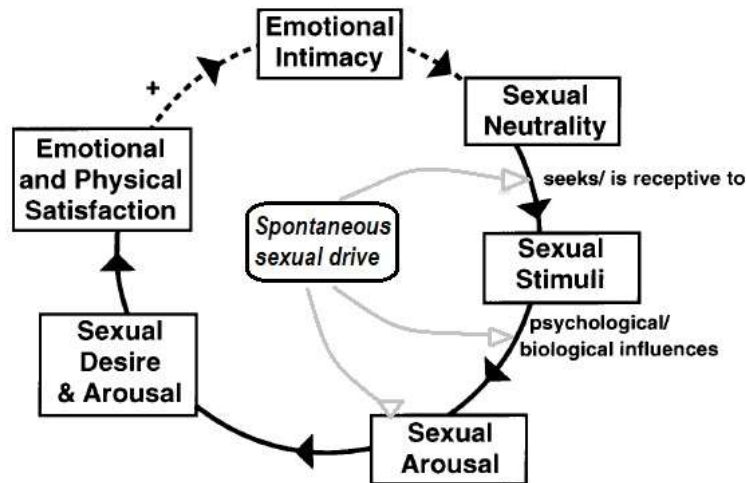 Emotional
Intimacy
+
Sexual
Neutrality
Emotional
and Physical
Satisfaction
seeks/ is receptive to
Spontaneous
sexual drive
Sexual
Stimuli
psychological/
biological influences
Sexual
Desire
& Arousal
Sexual
Arousal